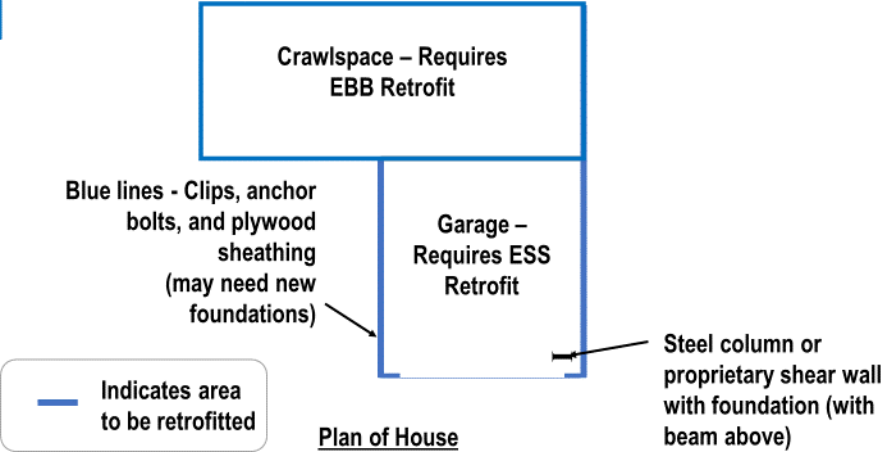 Crawlspace – Requires
EBB Retrofit
Blue lines - Clips, anchor
bolts, and plywood
sheathing
(may need new
foundations)
Garage –
Requires ESS
Retrofit
Steel column or
proprietary shear wall
with foundation (with
beam above)
Indicates area
to be retrofitted
Plan of House